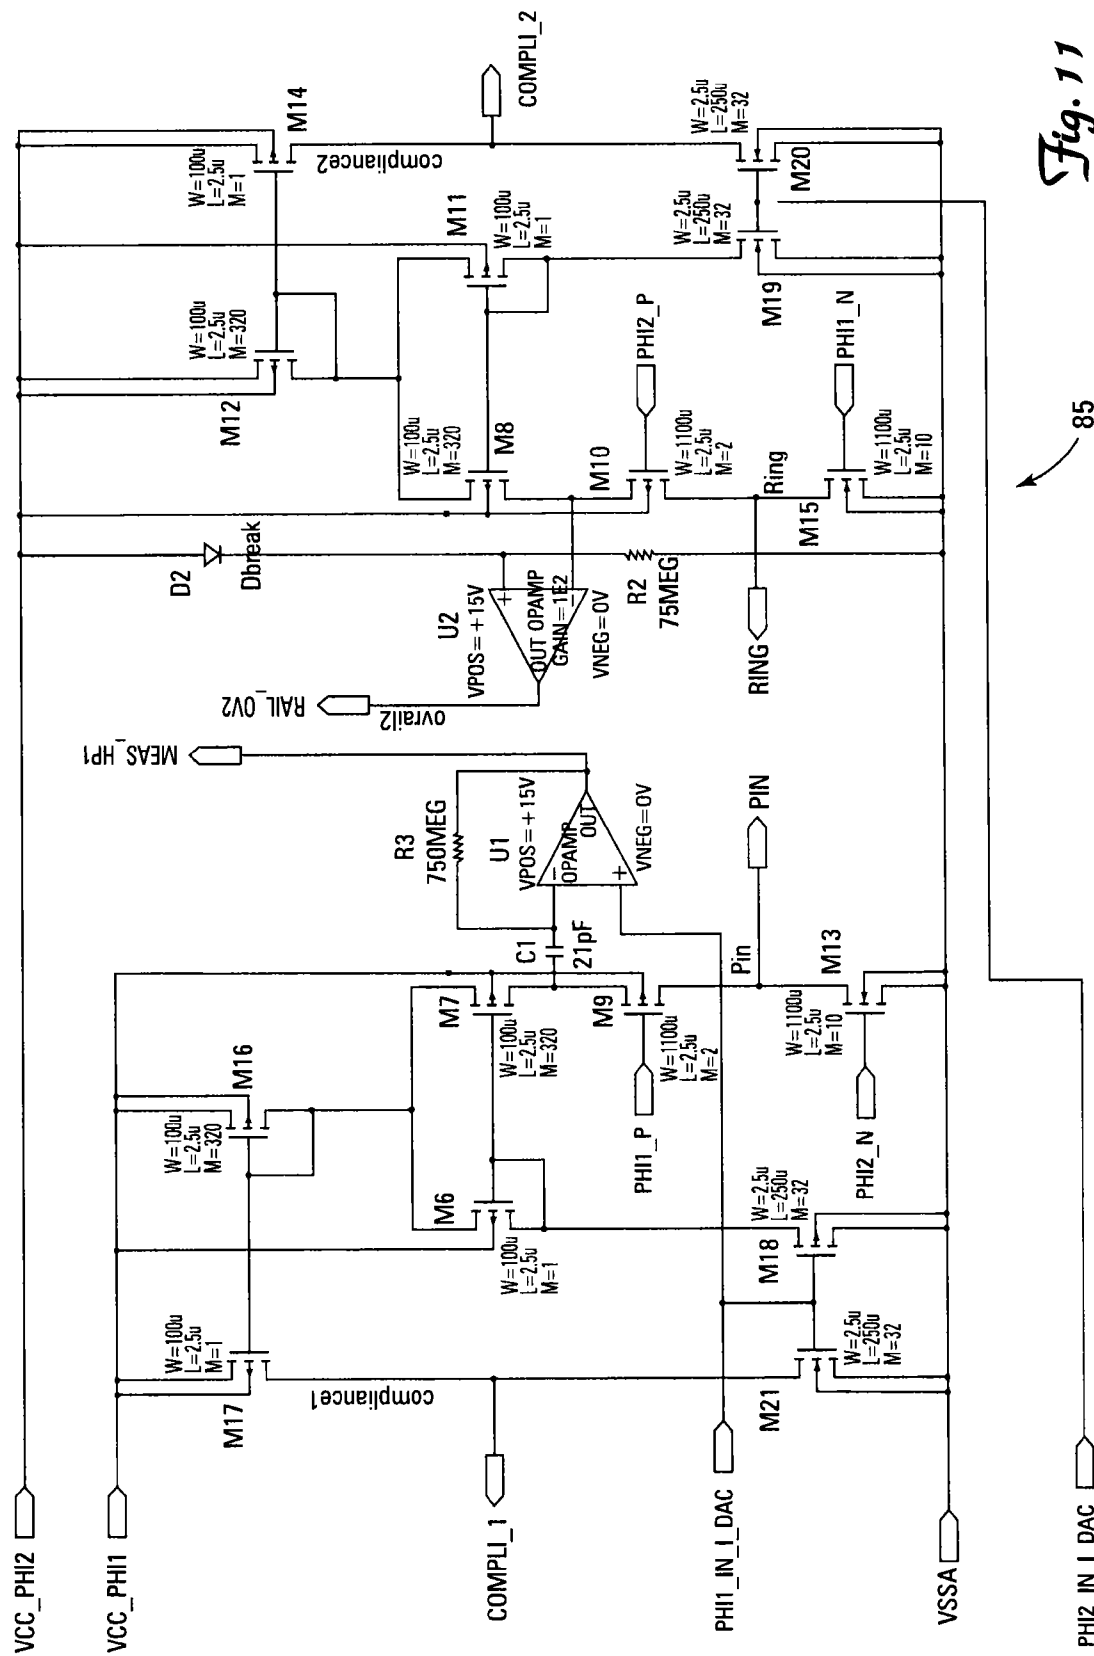 VCC_PHI2
VCC_PHI1
COMPLI_1
PHI1_IN_I_DAC
VSSA
PHI2_IN_I_DAC
M17
W=100u
L=2.5u
M=1
compliance1
M21
W=2.5u
L=250u
M=32
M16
W=100u
L=2.5u
M=320
M6
W=100u
L=2.5u
M=1
M18
W=2.5u
L=250u
M=32
M7
W=100u
L=2.5u
M=320
M9
W=1100u
L=2.5u
M=2
PHI1_P
PHI2_N
M13
W=1100u
L=2.5u
M=10
Pin
PIN
C1
21pF
R3
750MEG
U1
VPOS=+15V
OPAMP
OUT
VNEG=0V
–
+
MEAS_HP1
RAIL_OV2
ovrail2
U2
VPOS=+15V
OUT OPAMP
GAIN=1E2
VNEG=0V
+
–
D2
Dbreak
R2
75MEG
RING
Ring
M12
W=100u
L=2.5u
M=320
M8
W=100u
L=2.5u
M=320
M10
W=1100u
L=2.5u
M=2
PHI2_P
M15
W=1100u
L=2.5u
M=10
PHI1_N
M11
W=100u
L=2.5u
M=1
M14
W=100u
L=2.5u
M=1
compliance2
COMPLI_2
M19
W=2.5u
L=250u
M=32
M20
W=2.5u
L=250u
M=32
85
Fig. 11